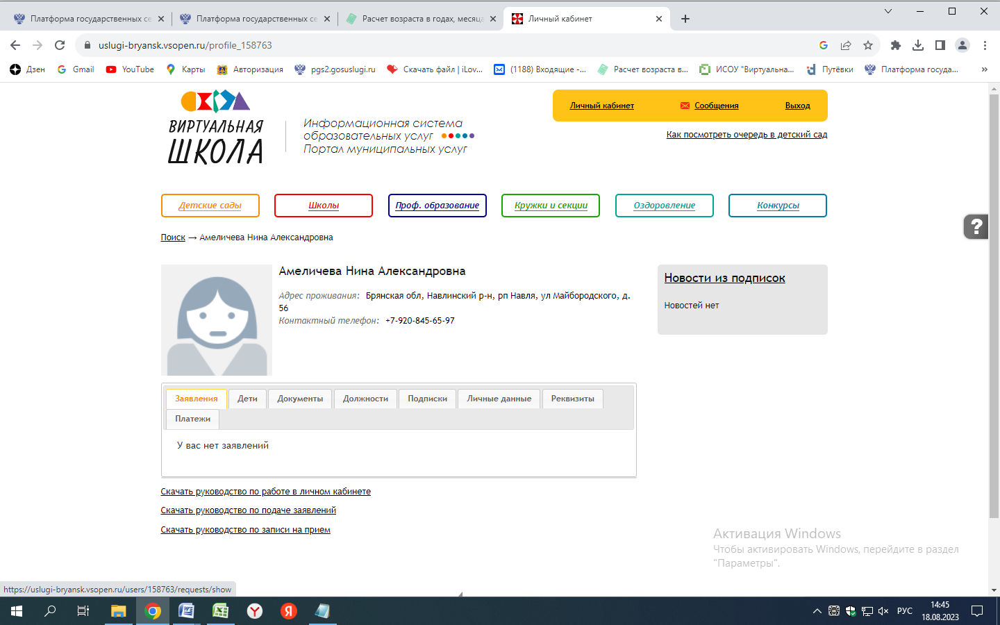 Платформа государственных се
Платформа государственных се
Расчет возраста в годах, месяца
Личный кабинет
uslugi-bryansk.vsopen.ru/profile_158763
Дзен
Gmail
YouTube
Карты
Авторизация
pgs2.gosuslugi.ru
Скачать файл | iLov...
(1188) Входящие -...
Расчет возраста в...
ИСОУ "Виртуальна...
Путёвки
Платформа госуда...
»
ВИРТУАЛЬНАЯ
ШКОЛА
Информационная система
образовательных услуг
Портал муниципальных услуг
Личный кабинет
Сообщения
Выход
Как посмотреть очередь в детский сад
Детские сады
Школы
Проф. образование
Кружки и секции
Оздоровление
Конкурсы
?
Поиск → Амеличева Нина Александровна
Амеличева Нина Александровна
Адрес проживания: Брянская обл, Навлинский р-н, рп Навля, ул Майбородского, д.
56
Контактный телефон: +7-920-845-65-97
Новости из подписок
Новостей нет
Заявления
Дети
Документы
Должности
Подписки
Личные данные
Реквизиты
Платежи
У вас нет заявлений
Скачать руководство по работе в личном кабинете
Скачать руководство по подаче заявлений
Скачать руководство по записи на прием
Активация Windows
Чтобы активировать Windows, перейдите в раздел
"Параметры".
https://uslugi-bryansk.vsopen.ru/users/158763/requests/show
РУС
14:45
18.08.2023